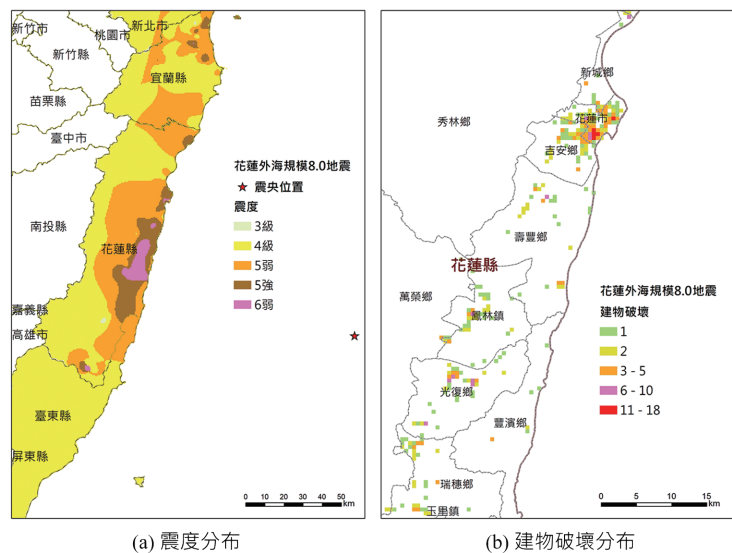 新竹市
桃園市
新北市
新竹縣
宜蘭縣
苗栗縣
臺中市
南投縣
花蓮縣
嘉義縣
高雄市
臺東縣
屏東縣
花蓮外海規模8.0地震
震央位置
震度
3級
4級
5弱
5強
6弱
0 10 20 30 40 50
km
(a) 震度分布
新城鄉
秀林鄉
花蓮市
吉安鄉
壽豐鄉
花蓮縣
萬榮鄉
鳳林鎮
光復鄉
豐濱鄉
瑞穗鄉
玉里鎮
花蓮外海規模8.0地震
建物破壞
1
2
3 - 5
6 - 10
11 - 18
0 5 10 15
km
(b) 建物破壞分布